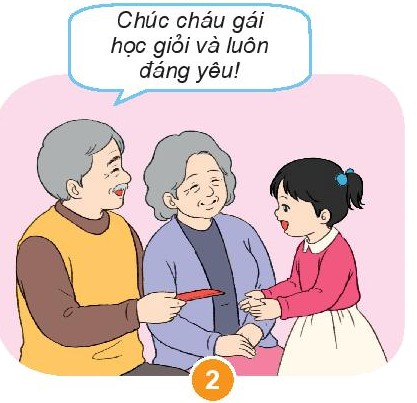 Chúc cháu gái
học giỏi và luôn
đáng yêu!
2